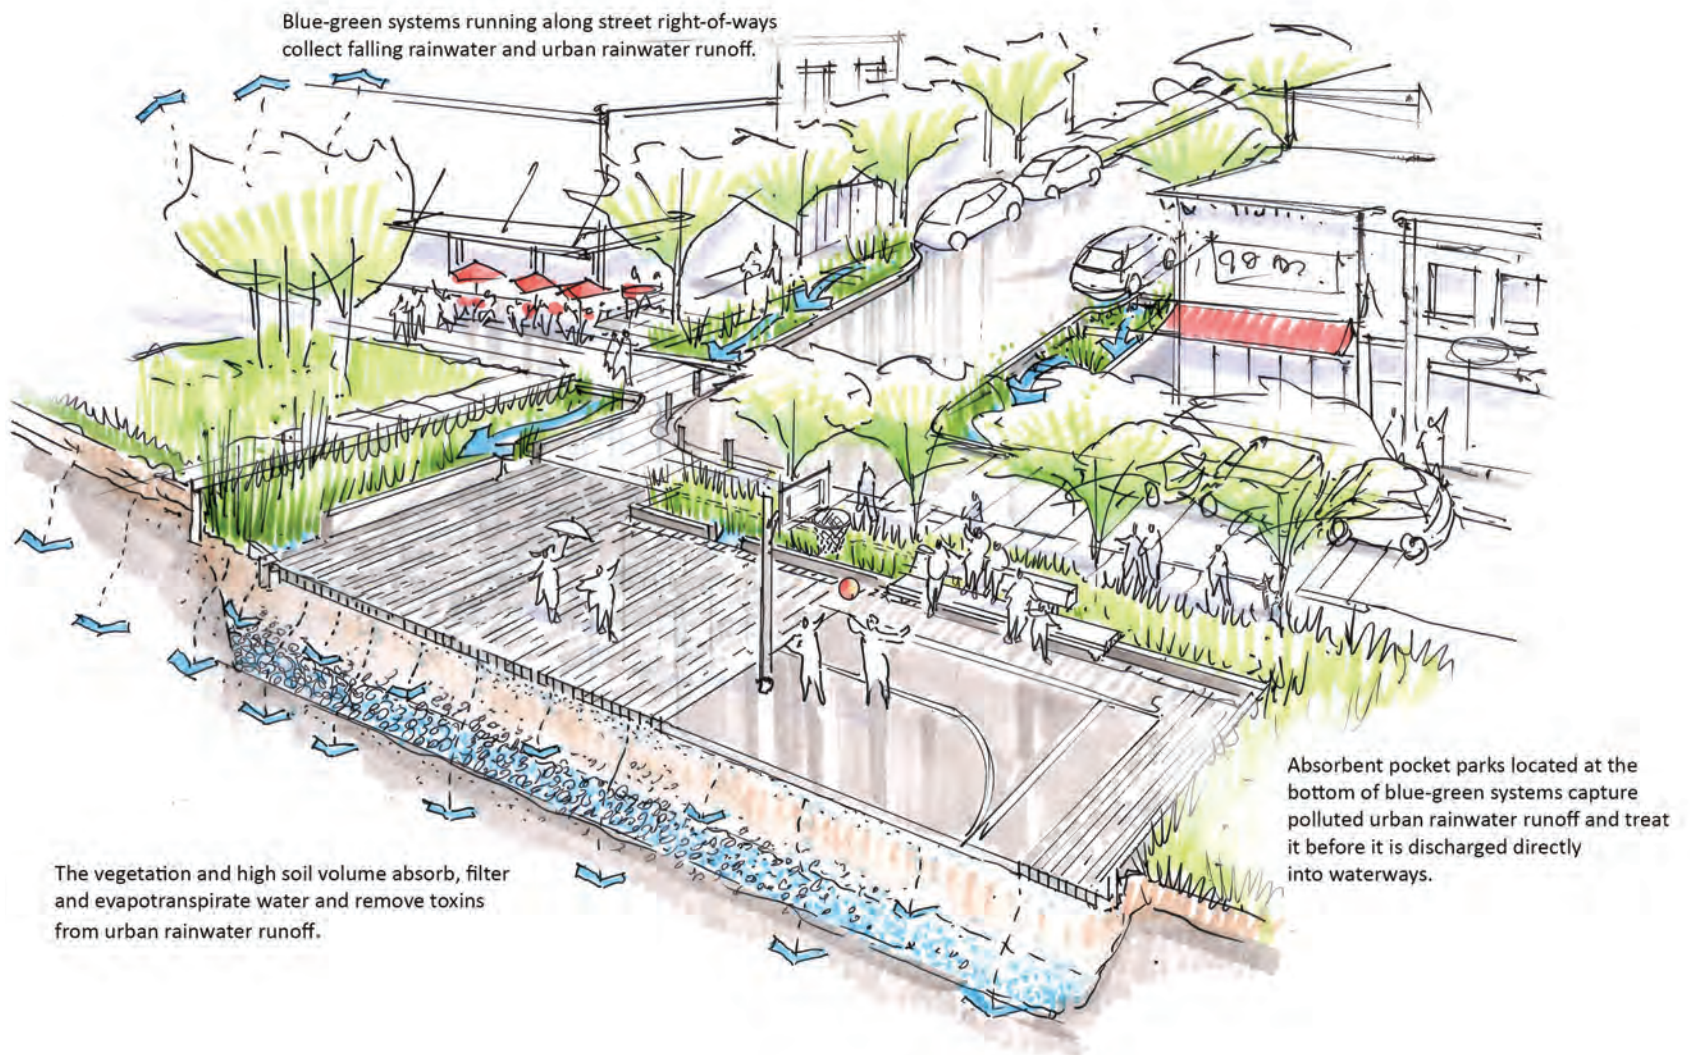 Blue-green systems running along street right-of-ways
collect falling rainwater and urban rainwater runoff.
Absorbent pocket parks located at the
bottom of blue-green systems capture
polluted urban rainwater runoff and treat
it before it is discharged directly
into waterways.
The vegetation and high soil volume absorb, filter
and evapotranspirate water and remove toxins
from urban rainwater runoff.